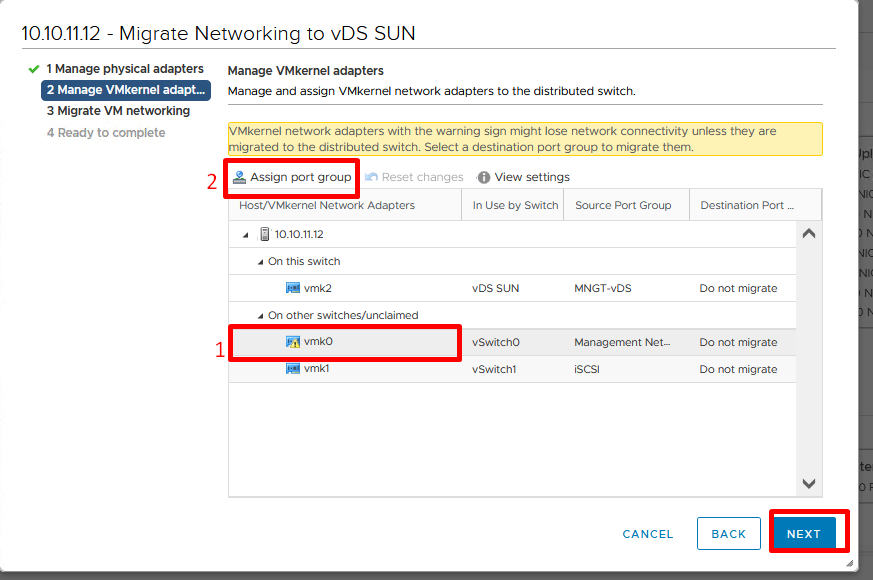 10.10.11.12 - Migrate Networking to vDS SUN
1 Manage physical adapters
2 Manage VMkernel adapt...
3 Migrate VM networking
4 Ready to complete
Manage VMkernel adapters
Manage and assign VMkernel network adapters to the distributed switch.
VMkernel network adapters with the warning sign might lose network connectivity unless they are
migrated to the distributed switch. Select a destination port group to migrate them.
2 Assign port group Reset changes View settings
Host/VMkernel Network Adapters In Use by Switch Source Port Group Destination Port ...
10.10.11.12
On this switch
vmk2 vDS SUN MNGT-vDS Do not migrate
On other switches/unclaimed
1 vmk0 vSwitch0 Management Net... Do not migrate
vmk1 vSwitch1 iSCSI Do not migrate
CANCEL BACK NEXT